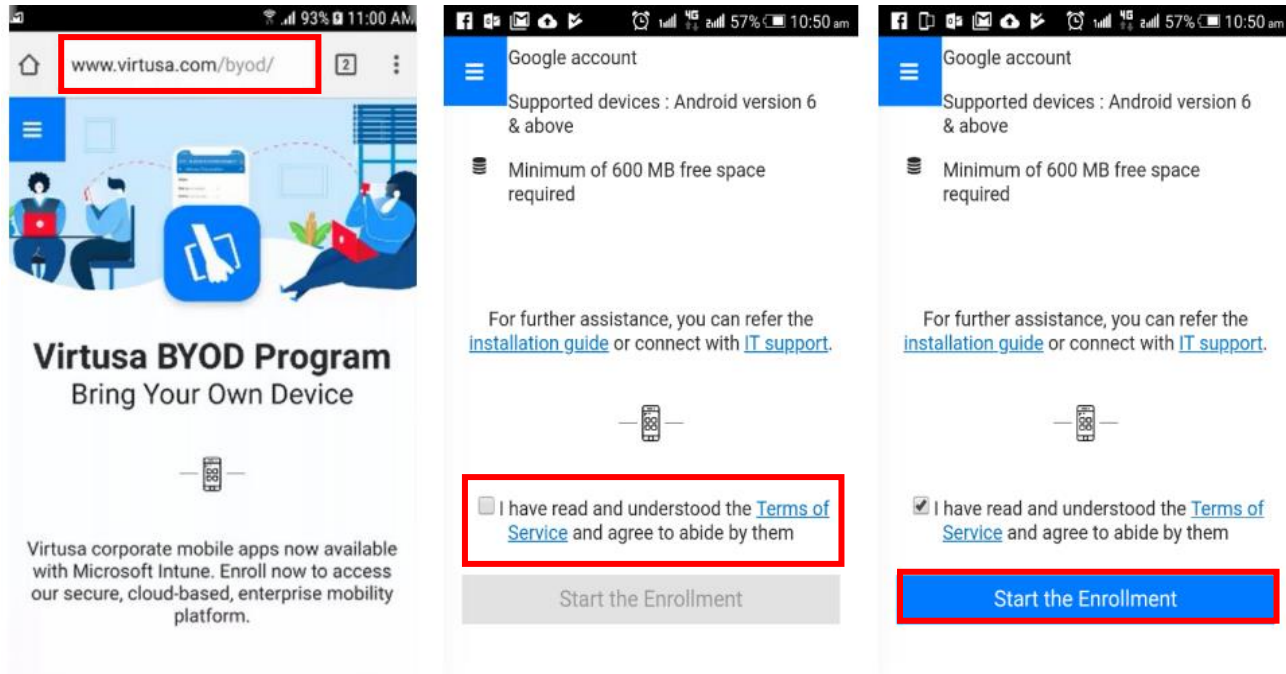 93% 11:00 AM
www.virtusa.com/byod/
2
Virtusa BYOD Program
Bring Your Own Device
Virtusa corporate mobile apps now available
with Microsoft Intune. Enroll now to access
our secure, cloud-based, enterprise mobility
platform.
1 4G 2 57% 10:50 am
Google account
Supported devices : Android version 6
& above
Minimum of 600 MB free space
required
For further assistance, you can refer the
installation guide or connect with IT support.
I have read and understood the Terms of
Service and agree to abide by them
Start the Enrollment
1 4G 2 57% 10:50 am
Google account
Supported devices : Android version 6
& above
Minimum of 600 MB free space
required
For further assistance, you can refer the
installation guide or connect with IT support.
I have read and understood the Terms of
Service and agree to abide by them
Start the Enrollment